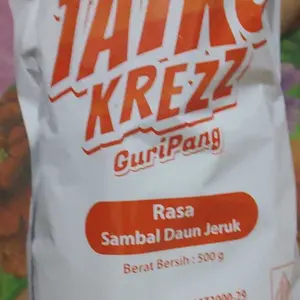 KREZZ
GuriPang
Rasa
Sambal Daun Jeruk
Berat Bersih : 500 g